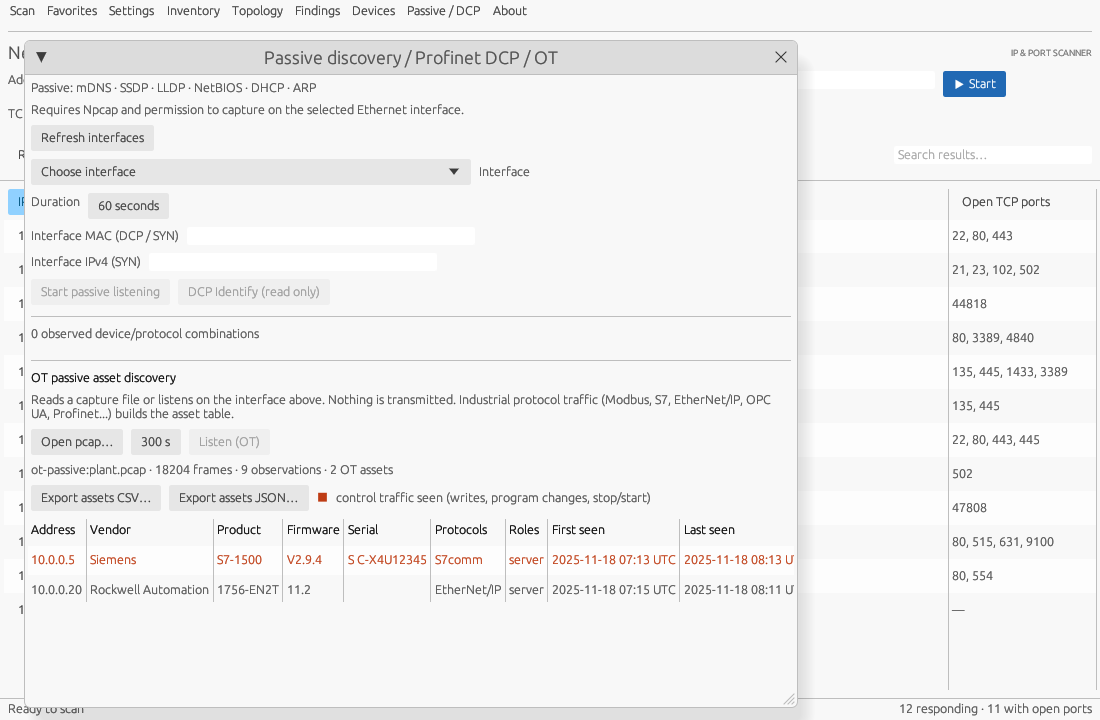 Scan Favorites Settings Inventory Topology Findings Devices Passive / DCP About
Passive discovery / Profinet DCP / OT
IP & PORT SCANNER
Start
Search results...
Passive: mDNS · SSDP · LLDP · NetBIOS · DHCP · ARP
Requires Npcap and permission to capture on the selected Ethernet interface.
Refresh interfaces
Choose interface Interface
Duration 60 seconds
Interface MAC (DCP / SYN)
Interface IPv4 (SYN)
Start passive listening DCP Identify (read only)
0 observed device/protocol combinations
OT passive asset discovery
Reads a capture file or listens on the interface above. Nothing is transmitted. Industrial protocol traffic (Modbus, S7, EtherNet/IP, OPC
UA, Profinet...) builds the asset table.
Open pcap... 300 s Listen (OT)
ot-passive:plant.pcap · 18204 frames · 9 observations · 2 OT assets
Export assets CSV... Export assets JSON... control traffic seen (writes, program changes, stop/start)
Address Vendor Product Firmware Serial Protocols Roles First seen Last seen
10.0.0.5 Siemens S7-1500 V2.9.4 S C-X4U12345 S7comm server 2025-11-18 07:13 UTC 2025-11-18 08:13 U
10.0.0.20 Rockwell Automation 1756-EN2T 11.2 EtherNet/IP server 2025-11-18 07:15 UTC 2025-11-18 08:11 U
Open TCP ports
22, 80, 443
21, 23, 102, 502
44818
80, 3389, 4840
135, 445, 1433, 3389
135, 445
22, 80, 443, 445
502
47808
80, 515, 631, 9100
80, 554
—
Ready to scan
12 responding · 11 with open ports